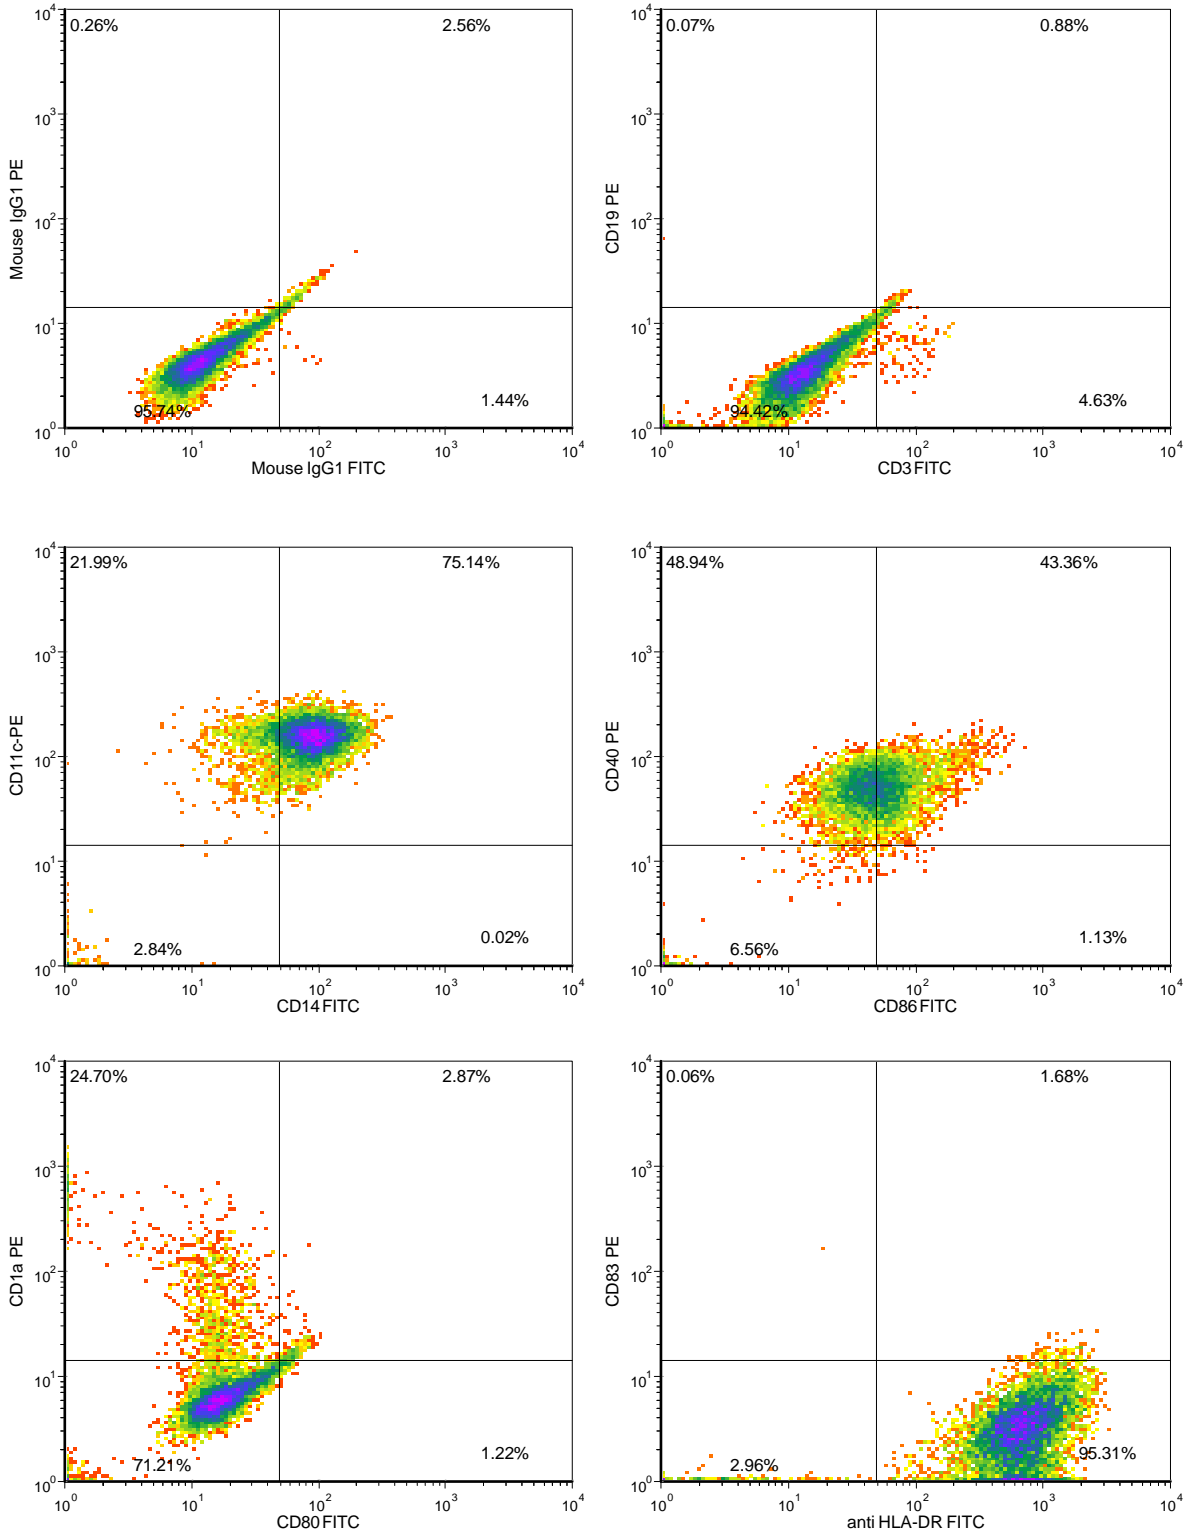 0.26% 2.56%
10^4
10^3
10^2
10^1
10^0
Mouse IgG1 PE
95.74% 1.44%
10^0 10^1 10^2 10^3 10^4
Mouse IgG1 FITC
0.07% 0.88%
10^4
10^3
10^2
10^1
10^0
CD19 PE
94.42% 4.63%
10^0 10^1 10^2 10^3 10^4
CD3 FITC
21.99% 75.14%
10^4
10^3
10^2
10^1
10^0
CD11c-PE
2.84% 0.02%
10^0 10^1 10^2 10^3 10^4
CD14 FITC
48.94% 43.36%
10^4
10^3
10^2
10^1
10^0
CD40 PE
6.56% 1.13%
10^0 10^1 10^2 10^3 10^4
CD86 FITC
24.70% 2.87%
10^4
10^3
10^2
10^1
10^0
CD1a PE
71.21% 1.22%
10^0 10^1 10^2 10^3 10^4
CD80 FITC
0.06% 1.68%
10^4
10^3
10^2
10^1
10^0
CD83 PE
2.96% 95.31%
10^0 10^1 10^2 10^3 10^4
anti HLA-DR FITC